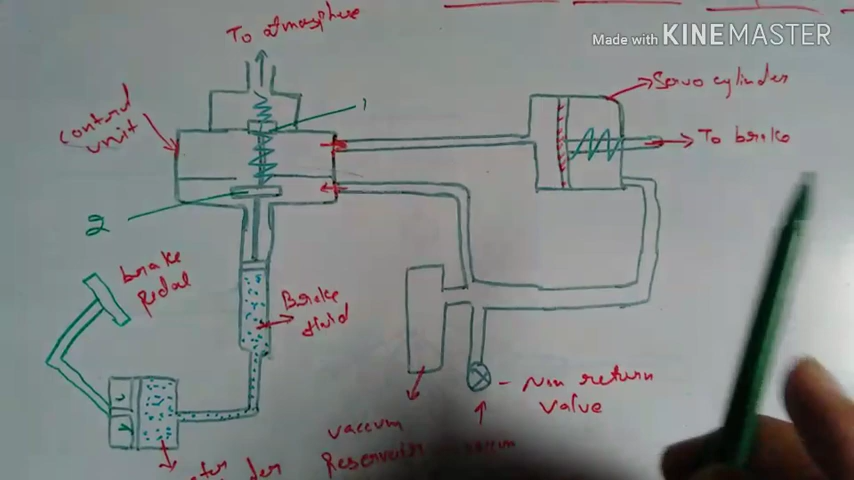 Made with KINEMASTER
To atmosphere
Servo cylinder
control
unit
1
To brake
2
brake
pedal
Brake
fluid
Non return
valve
vaccum
Reservoir